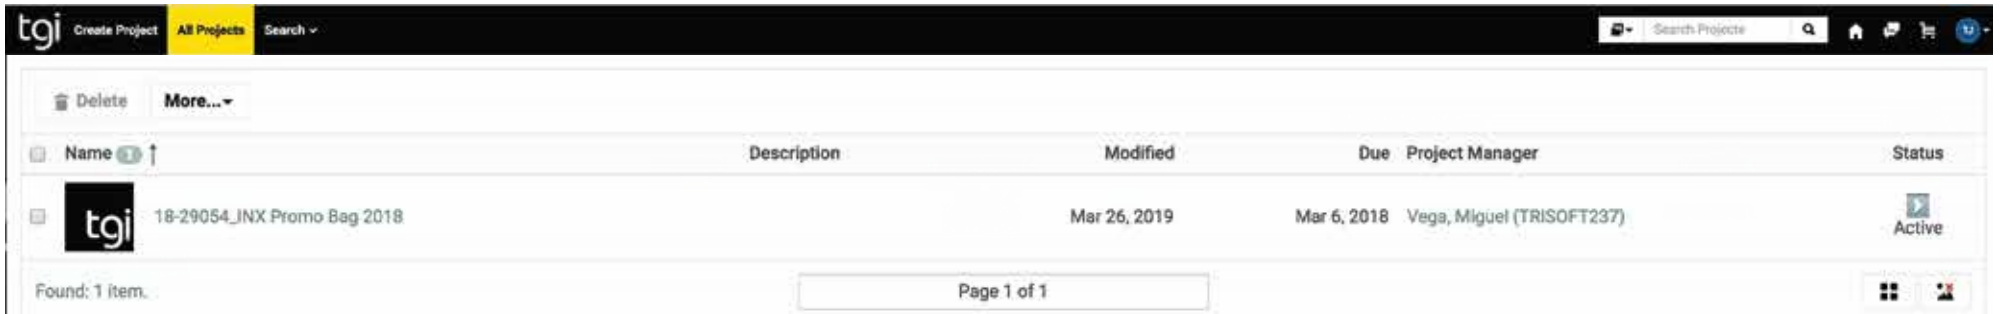 tgi Create Project All Projects Search Search Projects
Delete More...
Name Description Modified Due Project Manager Status
tgi 18-29054_INX Promo Bag 2018 Mar 26, 2019 Mar 6, 2018 Vega, Miguel (TRISOFT237) Active
Found: 1 item. Page 1 of 1